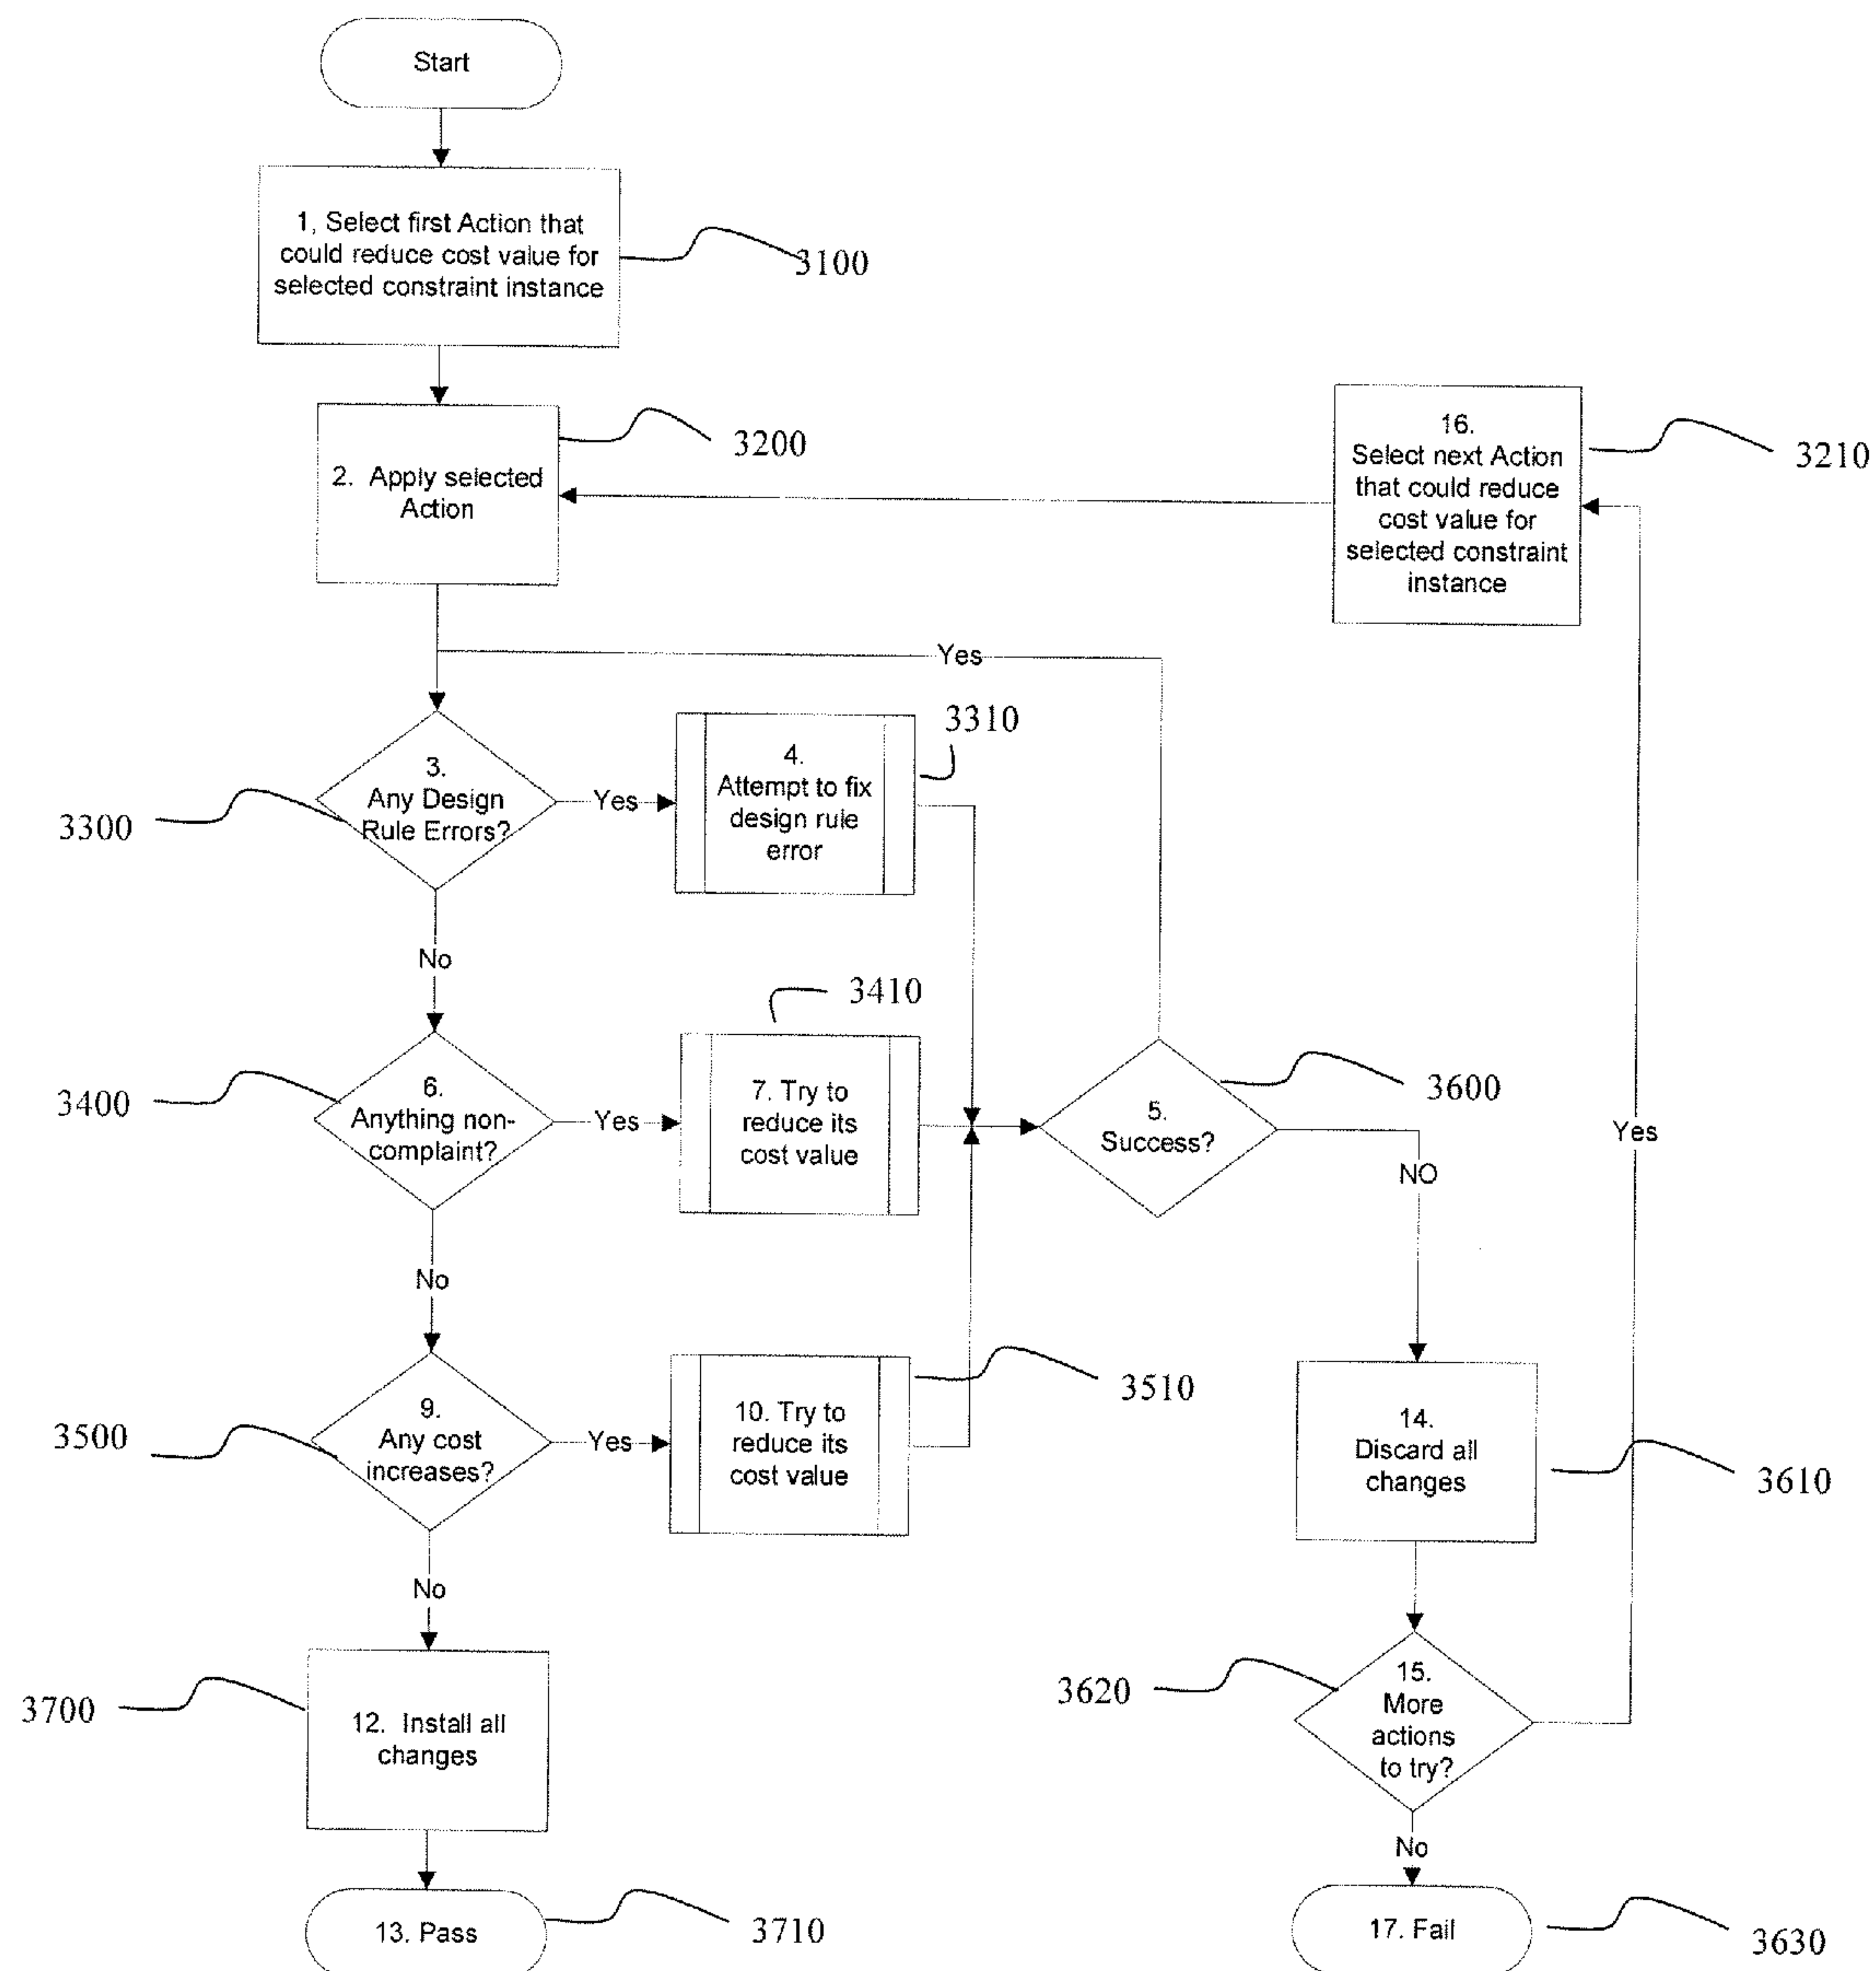 Start
1, Select first Action that
could reduce cost value for
selected constraint instance
3100
2. Apply selected
Action
3200
16.
Select next Action
that could reduce
cost value for
selected constraint
instance
3210
Yes
3.
Any Design
Rule Errors?
3300
Yes
4.
Attempt to fix
design rule
error
3310
No
6.
Anything non-
complaint?
3400
Yes
7. Try to
reduce its
cost value
3410
5.
Success?
3600
NO
Yes
No
9.
Any cost
increases?
3500
Yes
10. Try to
reduce its
cost value
3510
14.
Discard all
changes
3610
No
12. Install all
changes
3700
15.
More
actions
to try?
3620
No
13. Pass
3710
17. Fail
3630